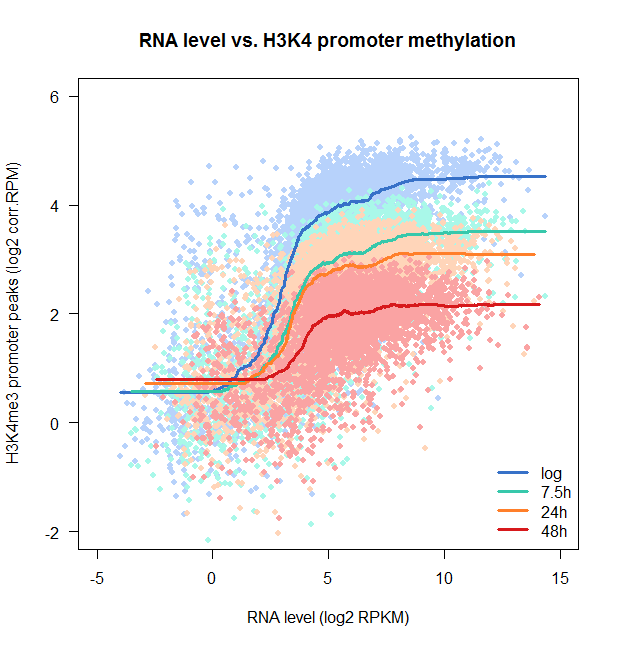 RNA level vs. H3K4 promoter methylation
H3K4me3 promoter peaks (log2 corr.RPM)
6
4
2
0
-2
log
7.5h
24h
48h
-5 0 5 10 15
RNA level (log2 RPKM)